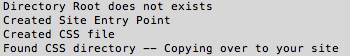 Directory Root does not exists
Created Site Entry Point
Created CSS file
Found CSS directory -- Copying over to your site